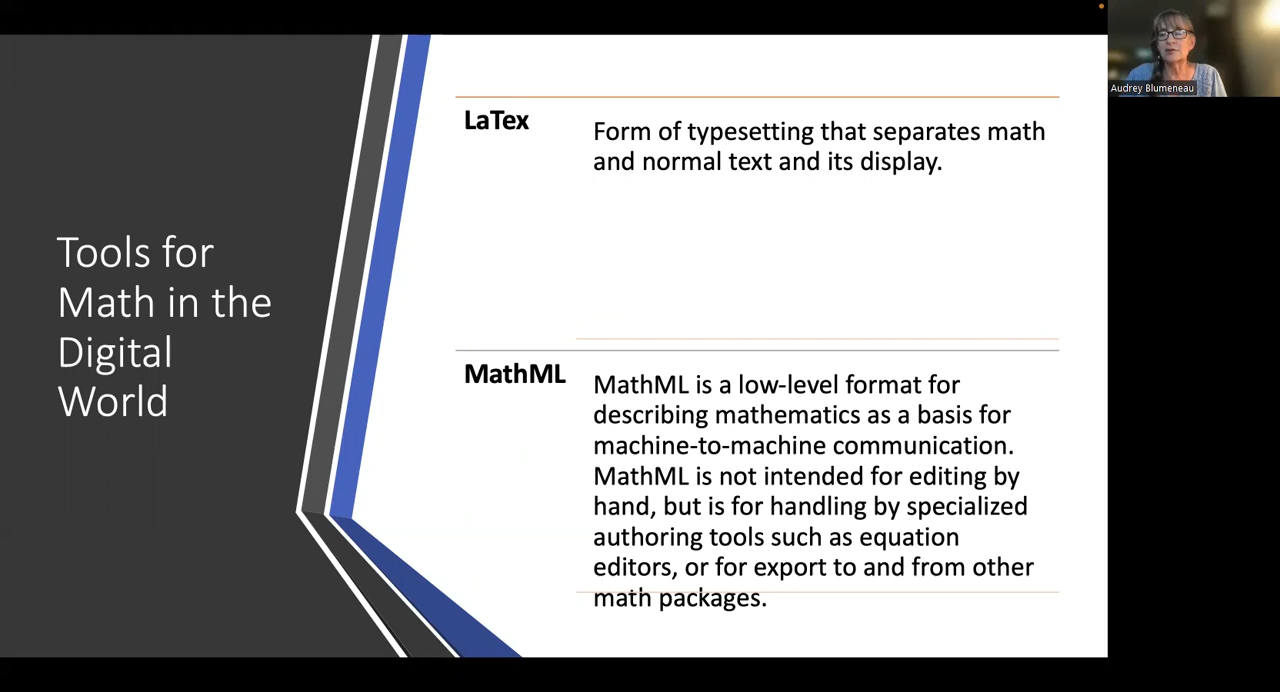 Tools for
Math in the
Digital
World
LaTex
Form of typesetting that separates math
and normal text and its display.
MathML
MathML is a low-level format for
describing mathematics as a basis for
machine-to-machine communication.
MathML is not intended for editing by
hand, but is for handling by specialized
authoring tools such as equation
editors, or for export to and from other
math packages.
Audrey Blumeneau